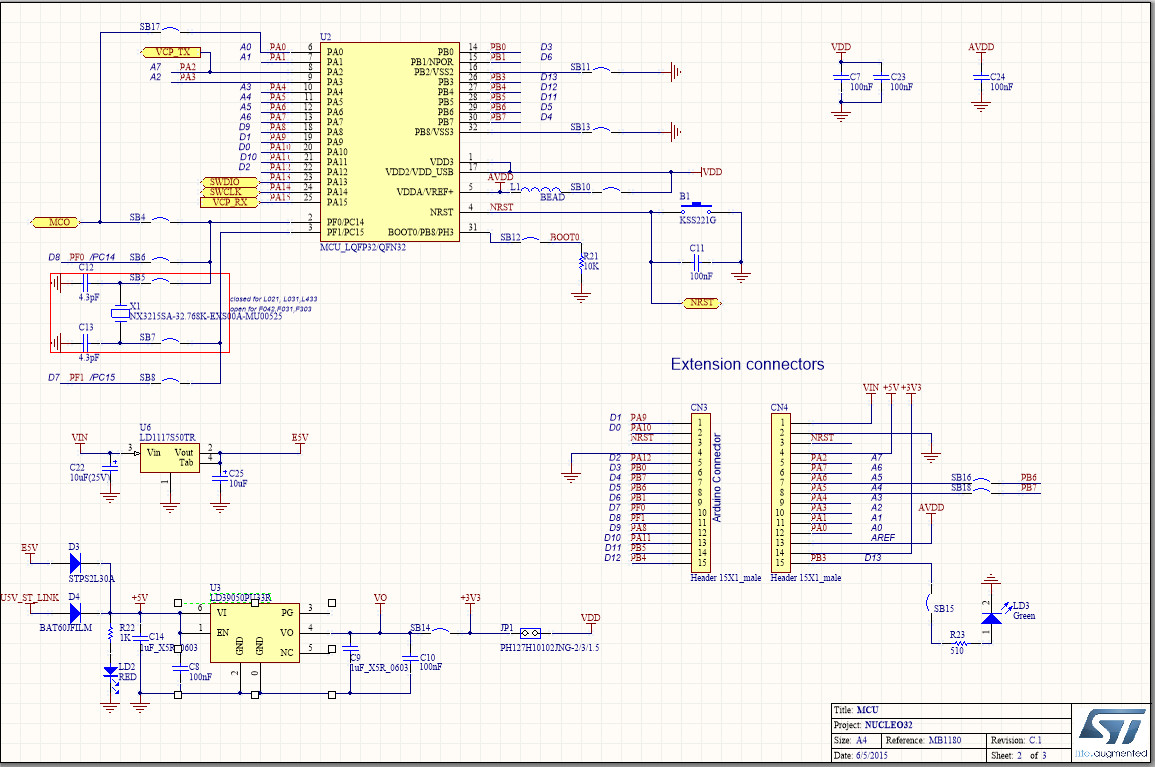 SB17
VCP_TX
A0 PA0 6
A1 PA1 7
A7 PA2 8
A2 PA3 9
A3 PA4 10
A4 PA5 11
A5 PA6 12
A6 PA7 13
D9 PA8 18
D1 PA9 19
D0 PA10 20
D10 PA11 21
D2 PA12 22
SWDIO PA13 23
SWCLK PA14 24
VCP_RX PA15 25
MCO
SB4
2
3
U2
PA0
PA1
PA2
PA3
PA4
PA5
PA6
PA7
PA8
PA9
PA10
PA11
PA12
PA13
PA14
PA15
PF0/PC14
PF1/PC15
PB0
PB1/NPOR
PB2/VSS2
PB3
PB4
PB5
PB6
PB7
PB8/VSS3
VDD3
VDD2/VDD_USB
VDDA/VREF+
NRST
BOOT0/PB8/PH3
MCU_LQFP32/QFN32
14 PB0 D3
15 PB1 D6
16
SB11
26 PB3 D13
27 PB4 D12
28 PB5 D11
29 PB6 D5
30 PB7 D4
32
SB13
1
17
VDD
AVDD
5
L1
BEAD
SB10
4 NRST
31
SB12
BOOT0
R21
10K
B1
KSS221G
C11
100nF
NRST
VDD
C7
100nF
C23
100nF
AVDD
C24
100nF
D8 PF0 /PC14 SB6
C12
4.3pF
SB5
closed for L021, L031,L433
open for F042,F031,F303
X1
NX3215SA-32.768K-EXS00A-MU00525
C13
4.3pF
SB7
D7 PF1 /PC15 SB8
VIN
C22
10uF(25V)
U6
LD1117S50TR
3
Vin
Vout
Tab
2
4
1
E5V
C25
10uF
Extension connectors
CN3
D1 PA9 1
D0 PA10 2
NRST 3
4
D2 PA12 5
D3 PB0 6
D4 PB7 7
D5 PB6 8
D6 PB1 9
D7 PF0 10
D8 PF1 11
D9 PA8 12
D10 PA11 13
D11 PB5 14
D12 PB4 15
Arduino Connector
Header 15X1_male
CN4
VIN +5V +3V3
1
2
3 NRST
4
5 PA2 A7
6 PA7 A6
7 PA6 A5
8 PA5 A4
9 PA4 A3
10 PA3 A2
11 PA1 A1
12 PA0 A0
13 AREF
14
15 PB3 D13
Header 15X1_male
SB16 PB6
SB18 PB7
AVDD
SB15
R23
510
2
1
LD3
Green
E5V
D3
STPS2L30A
U5V_ST_LINK
D4
BAT60JFILM
+5V
R22
1K
LD2
RED
C14
1uF_X5R_0603
C8
100nF
U3
LD39050PU33R
6
VI
1
EN
GND
GND
2
0
PG
3
VO
4
NC
5
VO
C9
1uF_X5R_0603
SB14
C10
100nF
+3V3
JP1
PH127H10102JNG-2/3/1.5
VDD
Title: MCU
Project: NUCLEO32
Size: A4 Reference: MB1180 Revision: C.1
Date: 6/5/2015 Sheet: 2 of 3
ST
life.augmented